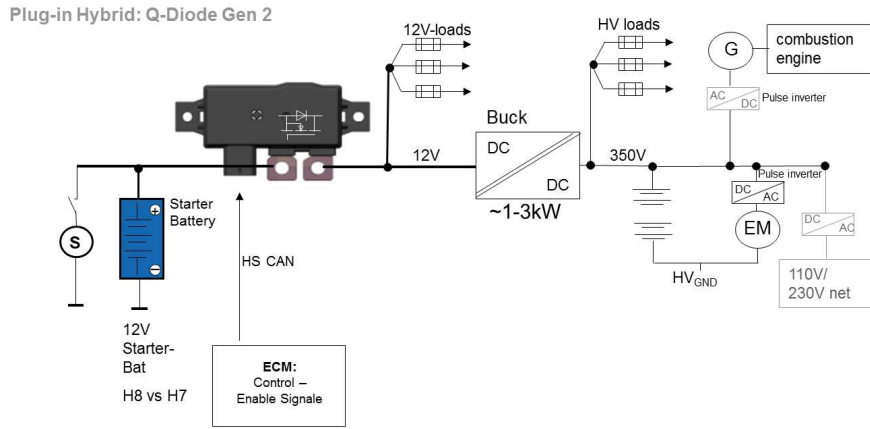 Plug-in Hybrid: Q-Diode Gen 2
12V-loads
HV loads
G
combustion
engine
AC
DC
Pulse inverter
Buck
12V
DC
DC
350V
~1-3kW
Pulse inverter
DC
AC
S
Starter
Battery
EM
DC
AC
HS CAN
HVGND
110V/
230V net
12V
Starter-
Bat
H8 vs H7
ECM:
Control –
Enable Signale